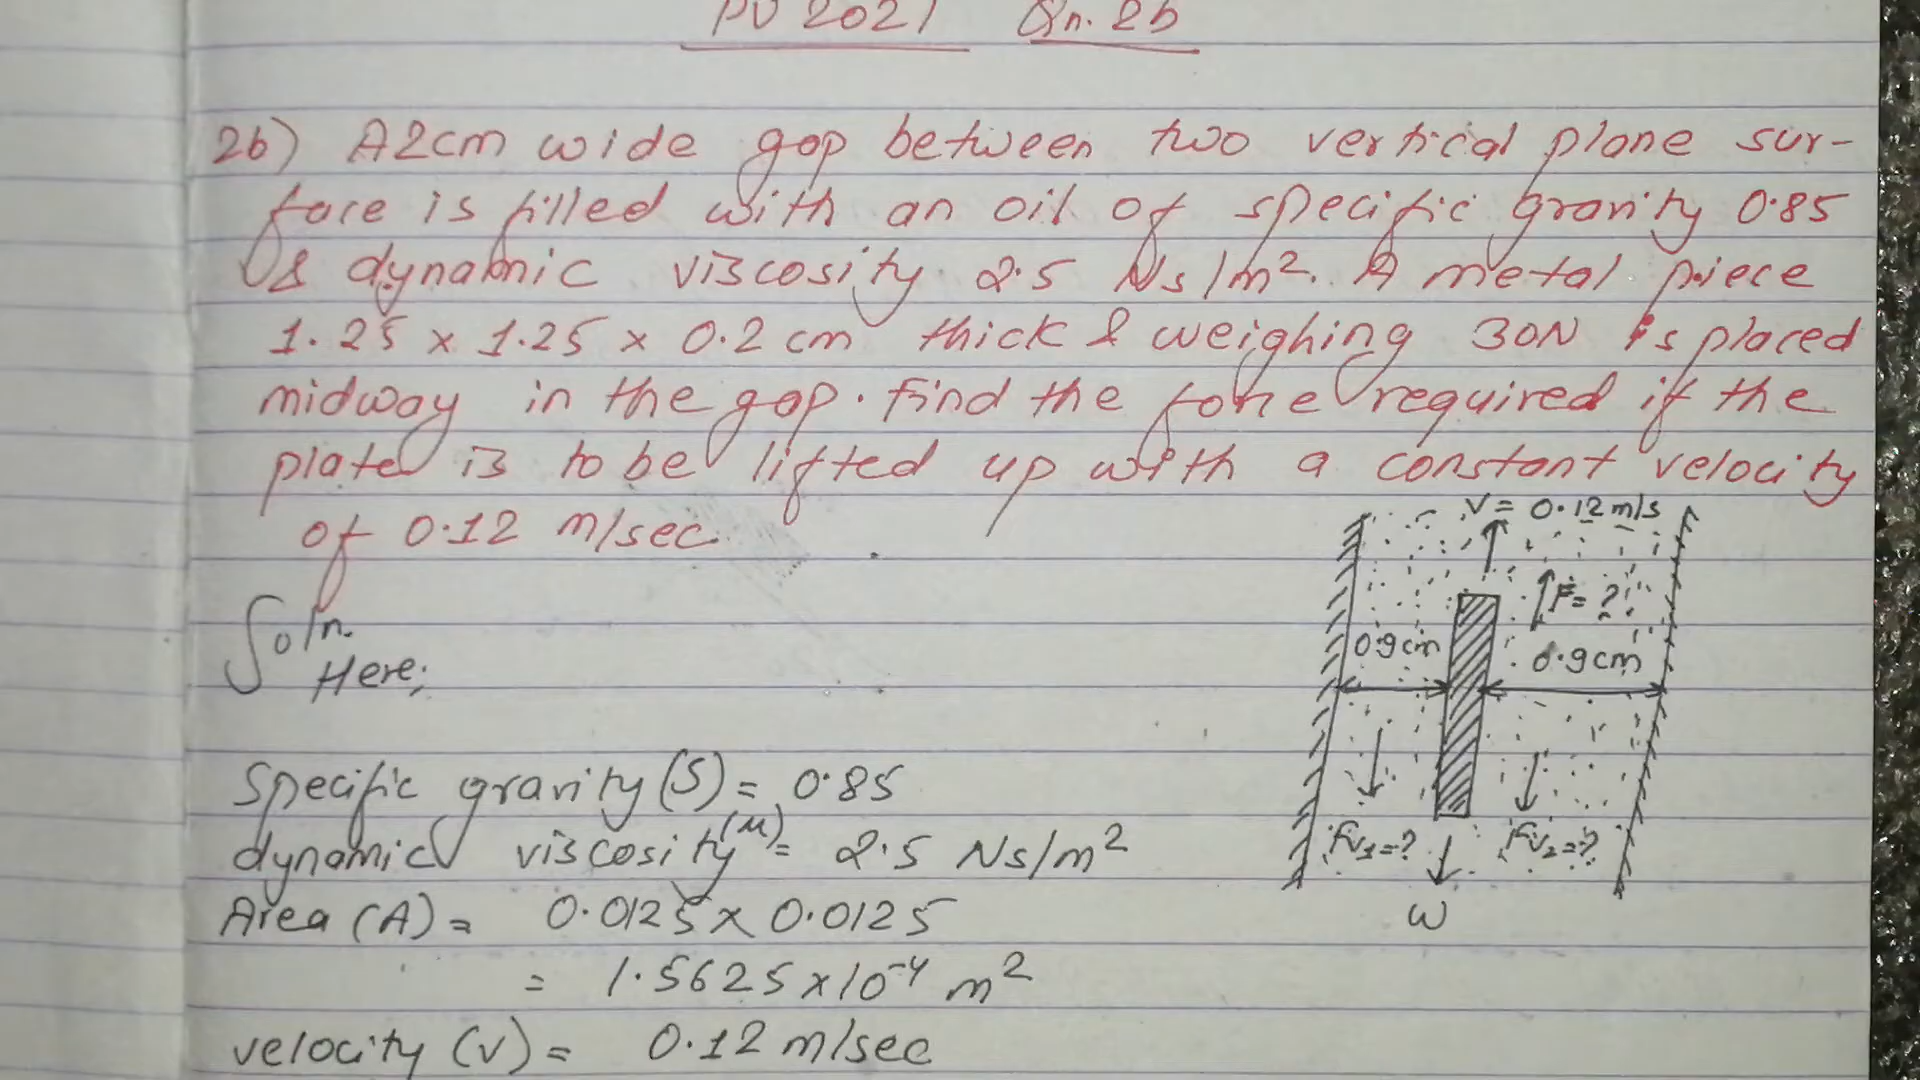 PU 2021 Qn. 2b
2b) A 2cm wide gap between two vertical plane sur-
face is filled with an oil of specific gravity 0.85
& dynamic viscosity 2.5 Ns/m². A metal piece
1.25 x 1.25 x 0.2 cm thick & weighing 30N is placed
midway in the gap. Find the force required if the
plate is to be lifted up with a constant velocity
of 0.12 m/sec.
V = 0.12 m/s
F = ?
0.9cm
0.9cm
Fv₁ = ?
Fv₂ = ?
W
Soln.
Here;
Specific gravity (S) = 0.85
dynamic viscosity (μ) = 2.5 Ns/m²
Area (A) = 0.0125 x 0.0125
= 1.5625 x 10⁻⁴ m²
velocity (v) = 0.12 m/sec